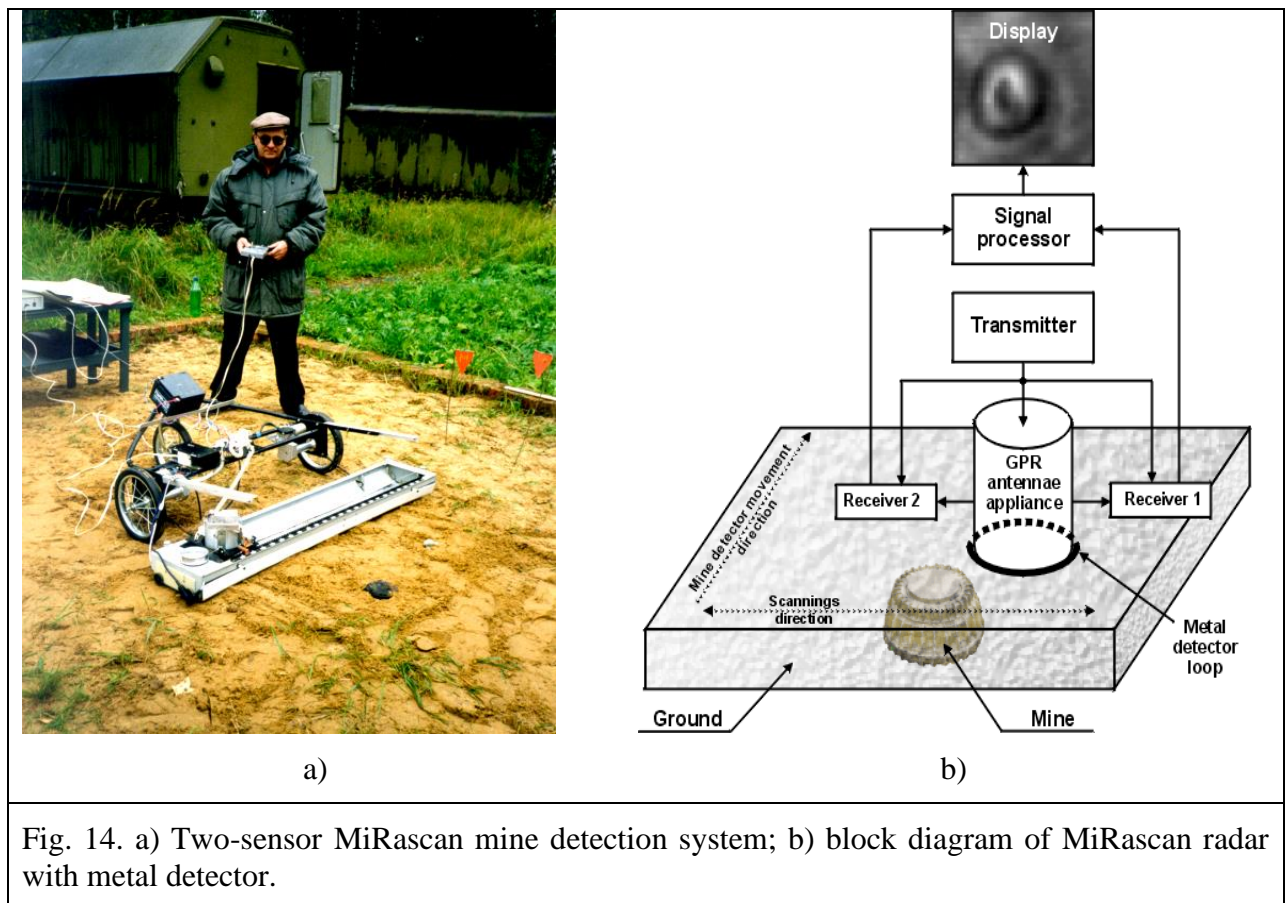 Display
Signal
processor
Transmitter
GPR
antennae
appliance
Receiver 2
Receiver 1
Mine detector movement
direction
Scannings
direction
Metal
detector
loop
Ground
Mine
a)
b)
Fig. 14. a) Two-sensor MiRascan mine detection system; b) block diagram of MiRascan radar
with metal detector.